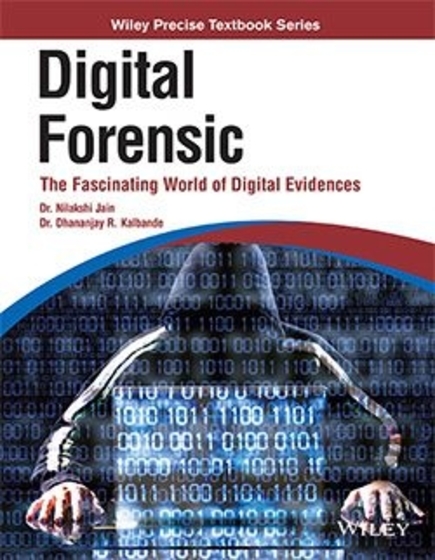 Wiley Precise Textbook Series
Digital
Forensic
The Fascinating World of Digital Evidences
Dr. Nilakshi Jain
Dr. Dhananjay R. Kalbande
WILEY